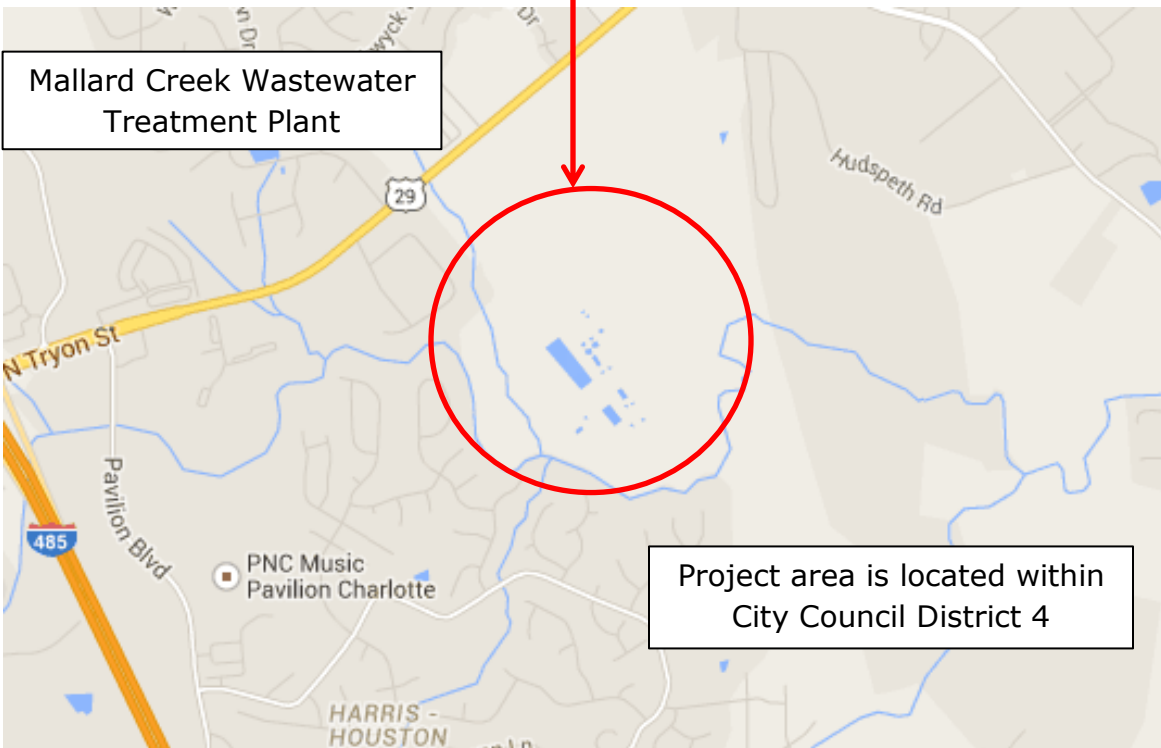 Dr
Mallard Creek Wastewater
Treatment Plant
29
Hudspeth Rd
N Tryon St
Pavilion Blvd
485
PNC Music
Pavilion Charlotte
Project area is located within
City Council District 4
HARRIS -
HOUSTON